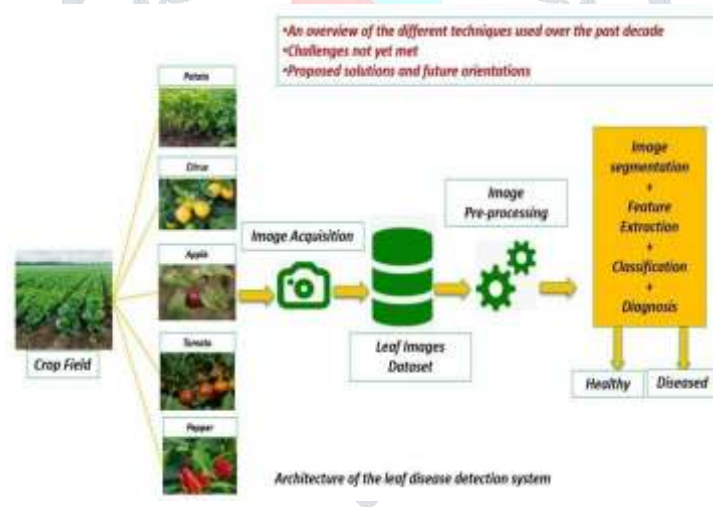 •An overview of the different techniques used over the past decade
•Challenges not yet met
•Proposed solutions and future orientations
Potato
Citrus
Apple
Tomato
Pepper
Crop Field
Image Acquisition
Leaf Images
Dataset
Image
Pre-processing
Image
segmentation
+
Feature
Extraction
+
Classification
+
Diagnosis
Healthy
Diseased
Architecture of the leaf disease detection system